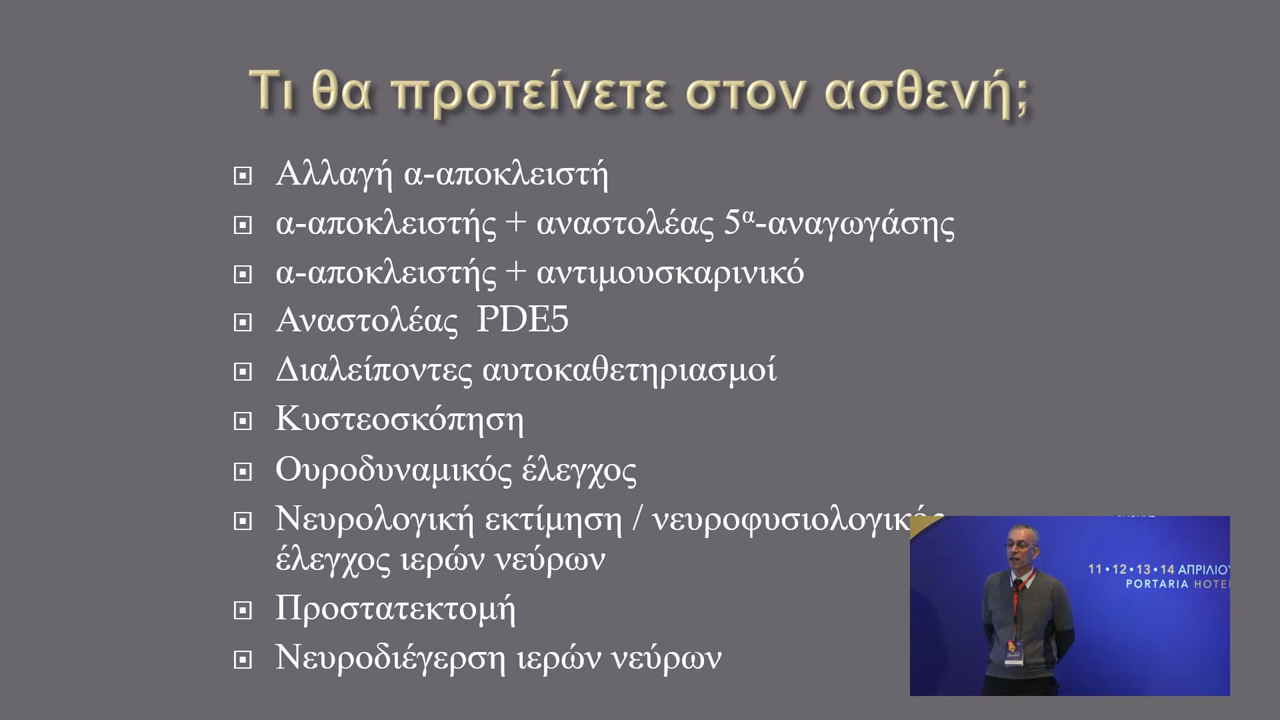 Τι θα προτείνετε στον ασθενή;
Αλλαγή α-αποκλειστή
α-αποκλειστής + αναστολέας 5α-αναγωγάσης
α-αποκλειστής + αντιμουσκαρινικό
Αναστολέας PDE5
Διαλείποντες αυτοκαθετηριασμοί
Κυστεοσκόπηση
Ουροδυναμικός έλεγχος
Νευρολογική εκτίμηση / νευροφυσιολογικός
έλεγχος ιερών νεύρων
Προστατεκτομή
Νευροδιέγερση ιερών νεύρων
11 • 12 • 13 • 14 ΑΠΡΙΛΙΟΥ
PORTARIA HOTE